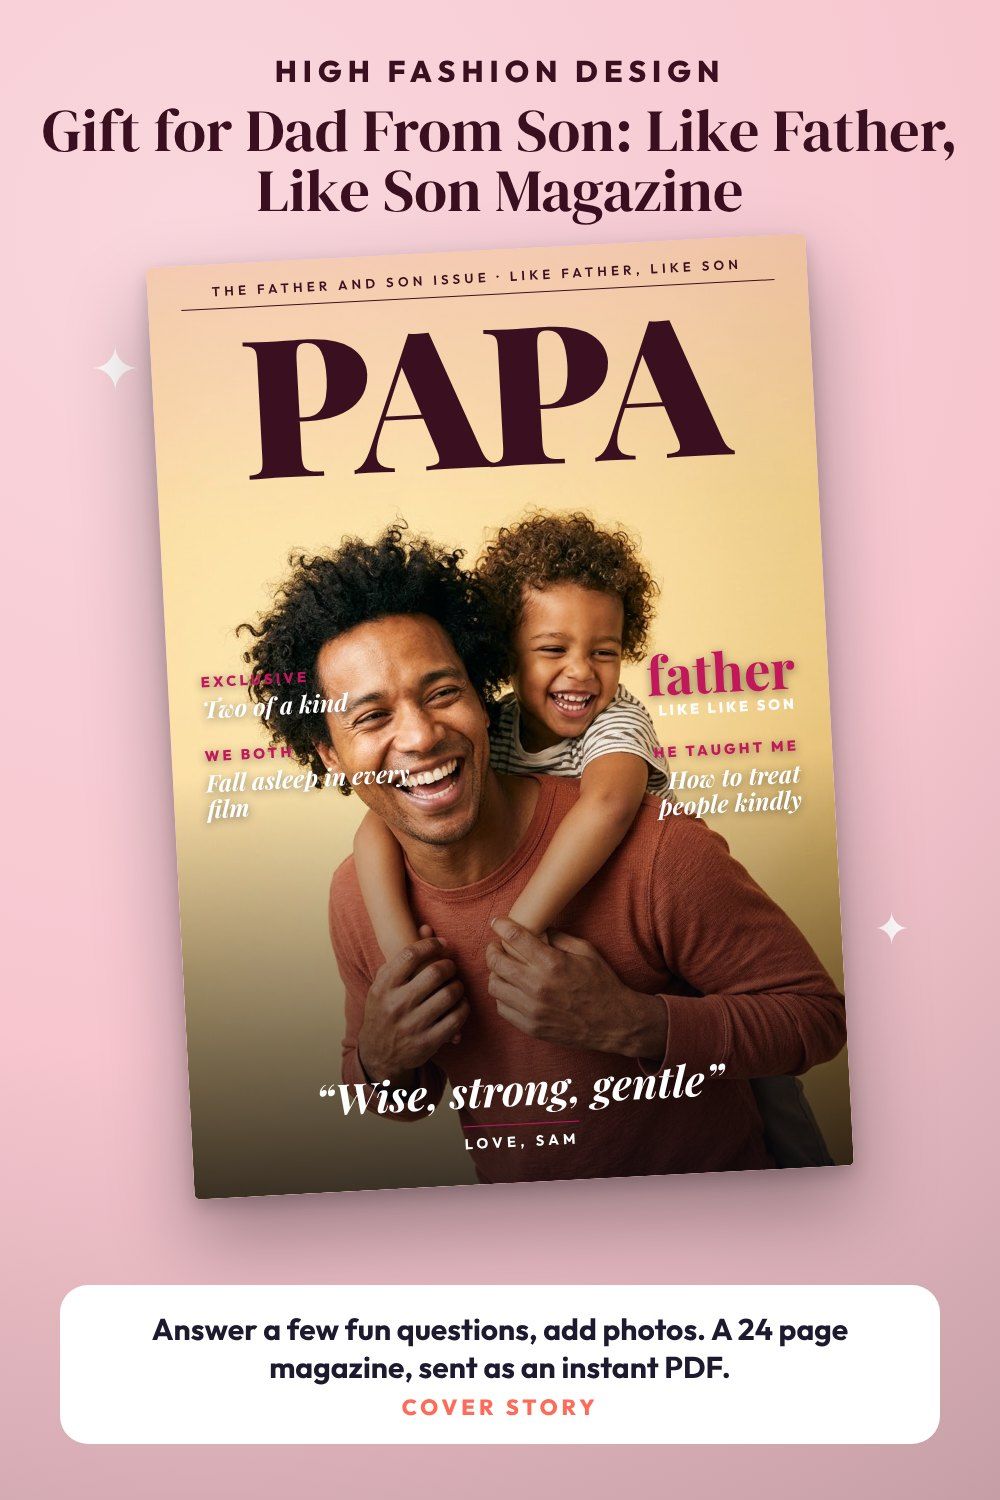 HIGH FASHION DESIGN
Gift for Dad From Son: Like Father,
Like Son Magazine
THE FATHER AND SON ISSUE · LIKE FATHER, LIKE SON
PAPA
EXCLUSIVE
Two of a kind
WE BOTH
Fall asleep in every
film
father
LIKE LIKE SON
HE TAUGHT ME
How to treat
people kindly
“Wise, strong, gentle”
LOVE, SAM
Answer a few fun questions, add photos. A 24 page
magazine, sent as an instant PDF.
COVER STORY